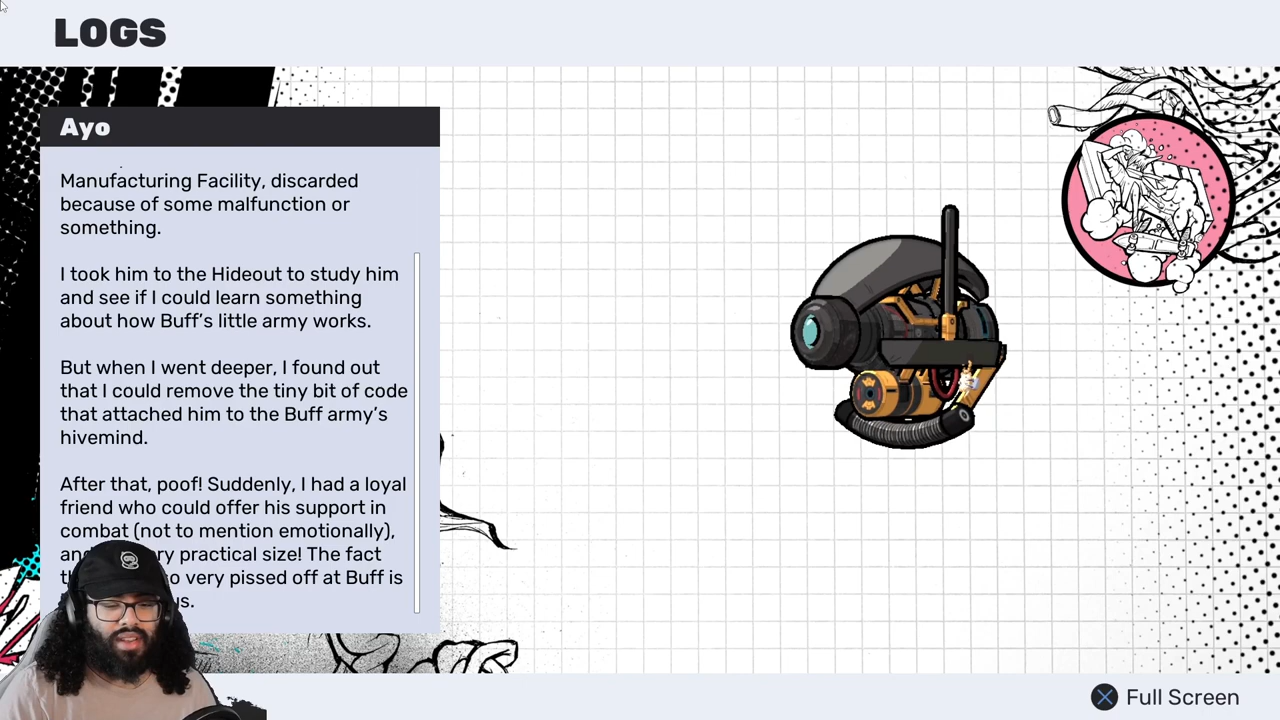 LOGS
Ayo
Manufacturing Facility, discarded
because of some malfunction or
something.
I took him to the Hideout to study him
and see if I could learn something
about how Buff's little army works.
But when I went deeper, I found out
that I could remove the tiny bit of code
that attached him to the Buff army's
hivemind.
After that, poof! Suddenly, I had a loyal
friend who could offer his support in
combat (not to mention emotionally),
practical size! The fact
very pissed off at Buff is
Full Screen